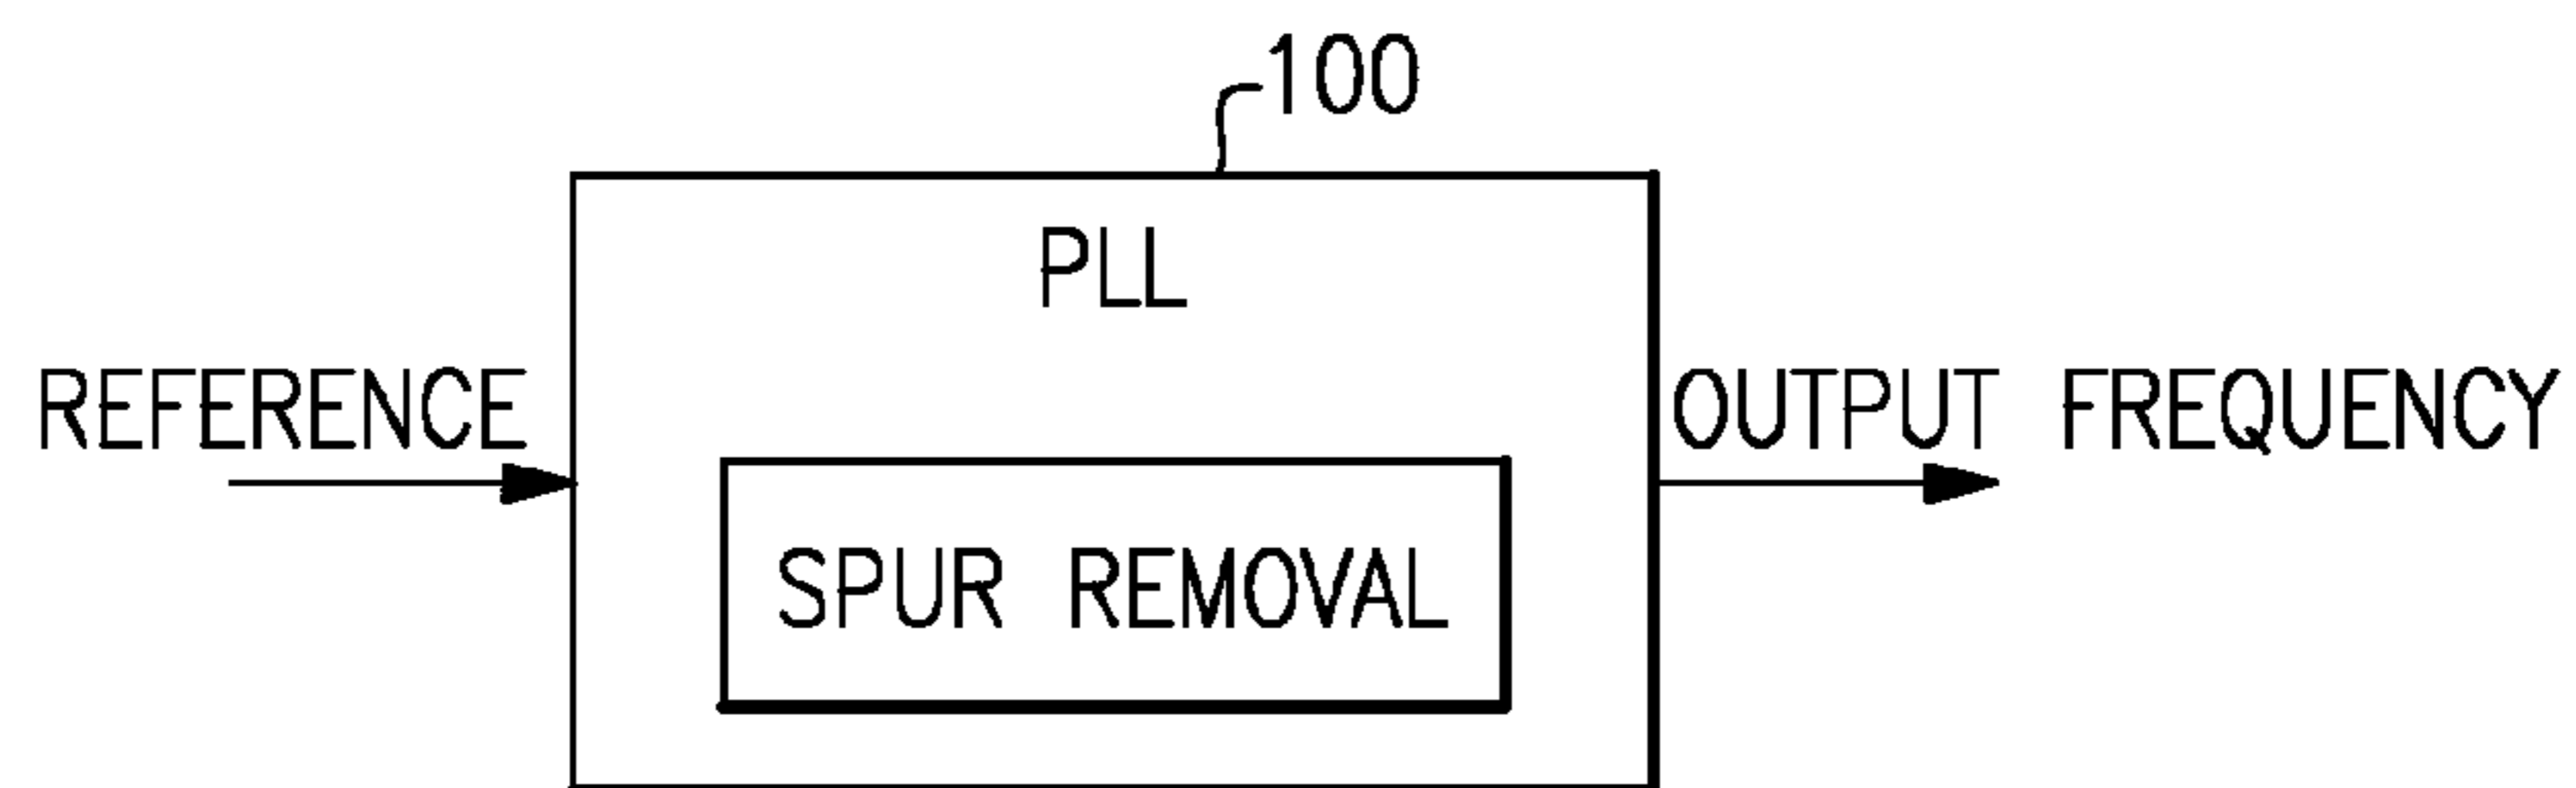 100
PLL
REFERENCE
OUTPUT FREQUENCY
SPUR REMOVAL